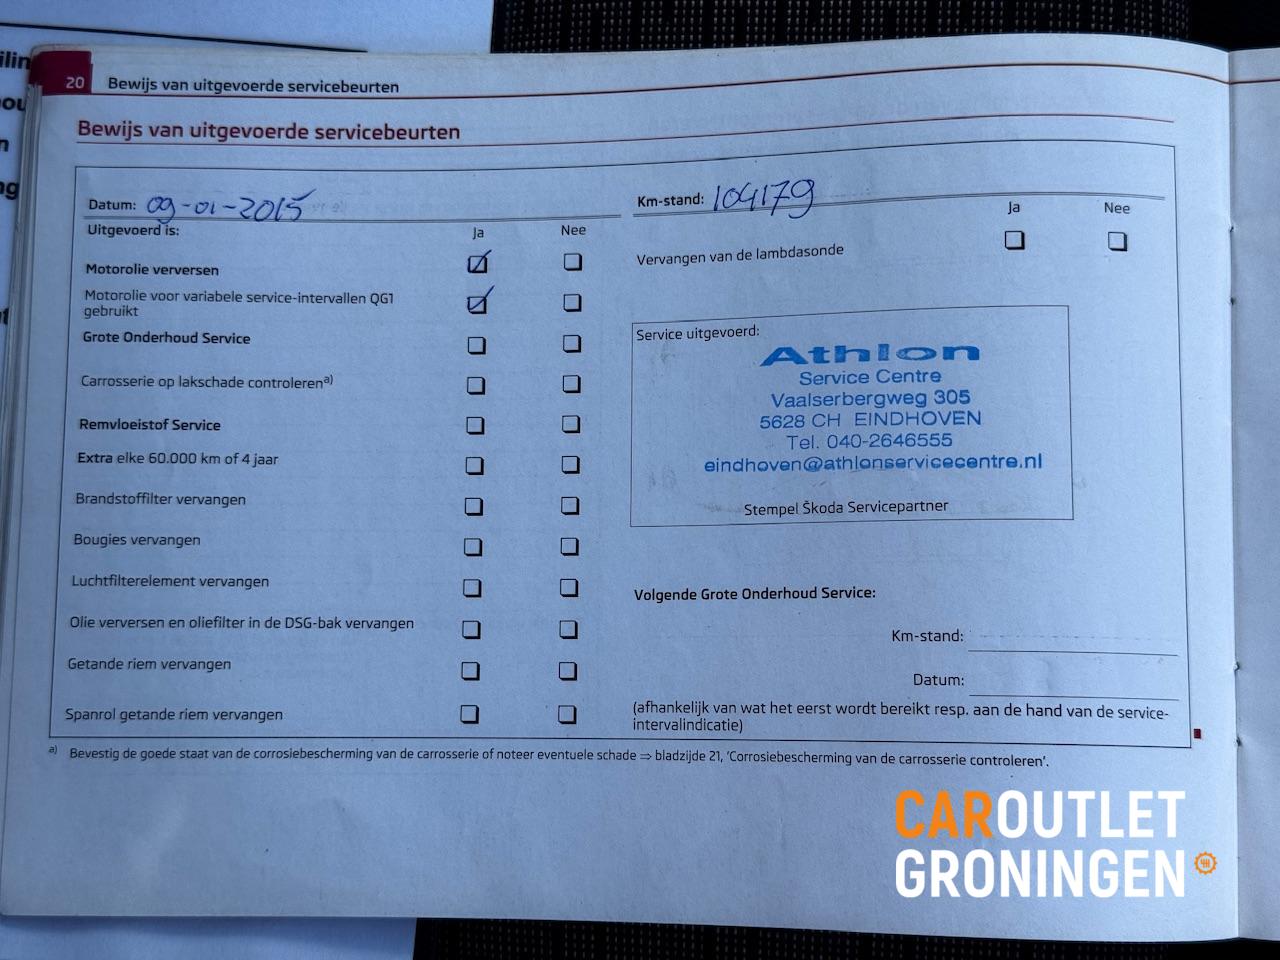 20 Bewijs van uitgevoerde servicebeurten
Bewijs van uitgevoerde servicebeurten
Datum: 09-01-2015
Uitgevoerd is: Ja Nee
Motorolie verversen
Motorolie voor variabele service-intervallen QG1
gebruikt
Grote Onderhoud Service
Carrosserie op lakschade controleren a)
Remvloeistof Service
Extra elke 60.000 km of 4 jaar
Brandstoffilter vervangen
Bougies vervangen
Luchtfilterelement vervangen
Olie verversen en oliefilter in de DSG-bak vervangen
Getande riem vervangen
Spanrol getande riem vervangen
Km-stand: 104179
Ja Nee
Vervangen van de lambdasonde
Service uitgevoerd:
Athlon
Service Centre
Vaalserbergweg 305
5628 CH EINDHOVEN
Tel. 040-2646555
eindhoven@athlonservicecentre.nl
Stempel Škoda Servicepartner
Volgende Grote Onderhoud Service:
Km-stand:
Datum:
(afhankelijk van wat het eerst wordt bereikt resp. aan de hand van de service-
intervalindicatie)
a) Bevestig de goede staat van de corrosiebescherming van de carrosserie of noteer eventuele schade ⇒ bladzijde 21, 'Corrosiebescherming van de carrosserie controleren'.
CAROUTLET
GRONINGEN